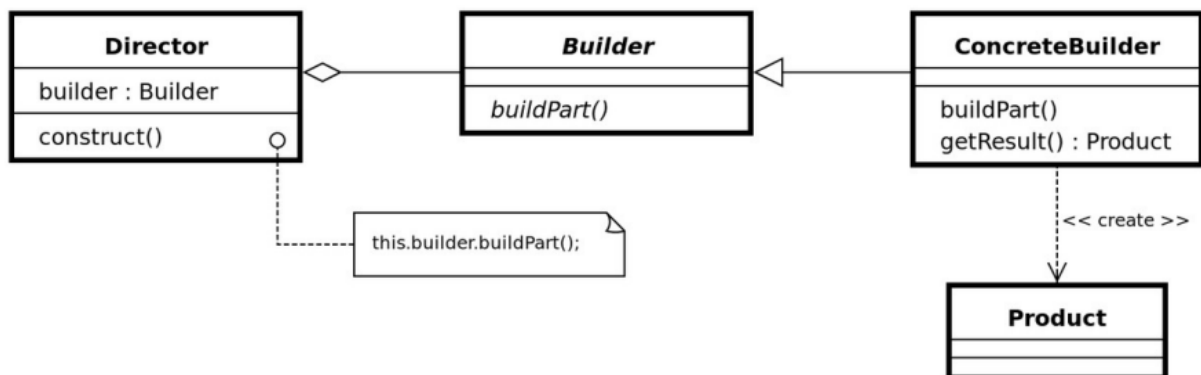 Director
builder : Builder
construct()
Builder
buildPart()
ConcreteBuilder
buildPart()
getResult() : Product
this.builder.buildPart();
<< create >>
Product